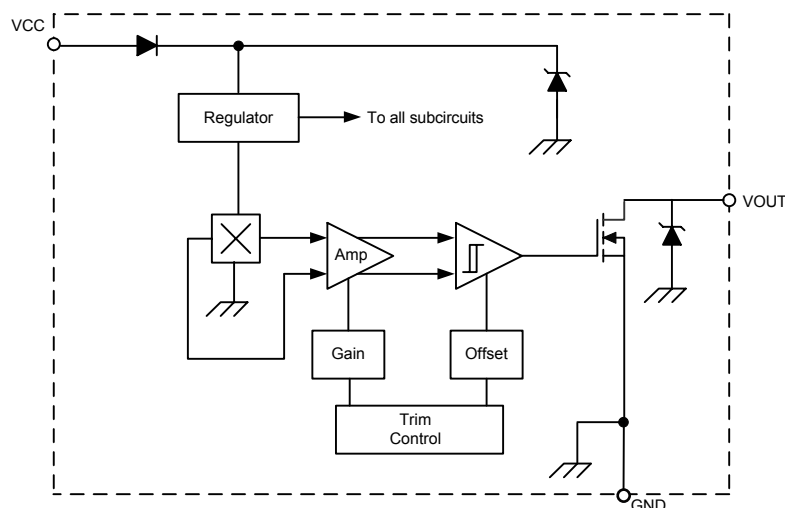 VCC
Regulator
To all subcircuits
VOUT
Amp
Gain
Offset
Trim
Control
GND